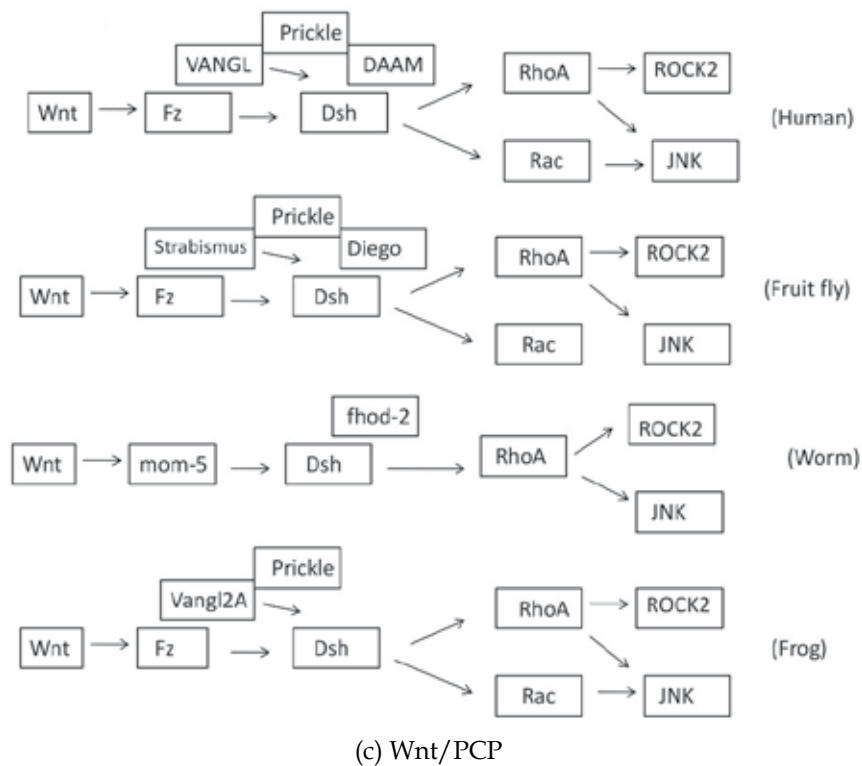 Prickle
VANGL
DAAM
RhoA
ROCK2
Wnt
Fz
Dsh
(Human)
Rac
JNK
Prickle
Strabismus
Diego
RhoA
ROCK2
Wnt
Fz
Dsh
(Fruit fly)
Rac
JNK
fhod-2
ROCK2
Wnt
mom-5
Dsh
RhoA
(Worm)
JNK
Prickle
Vangl2A
RhoA
ROCK2
Wnt
Fz
Dsh
(Frog)
Rac
JNK
(c) Wnt/PCP